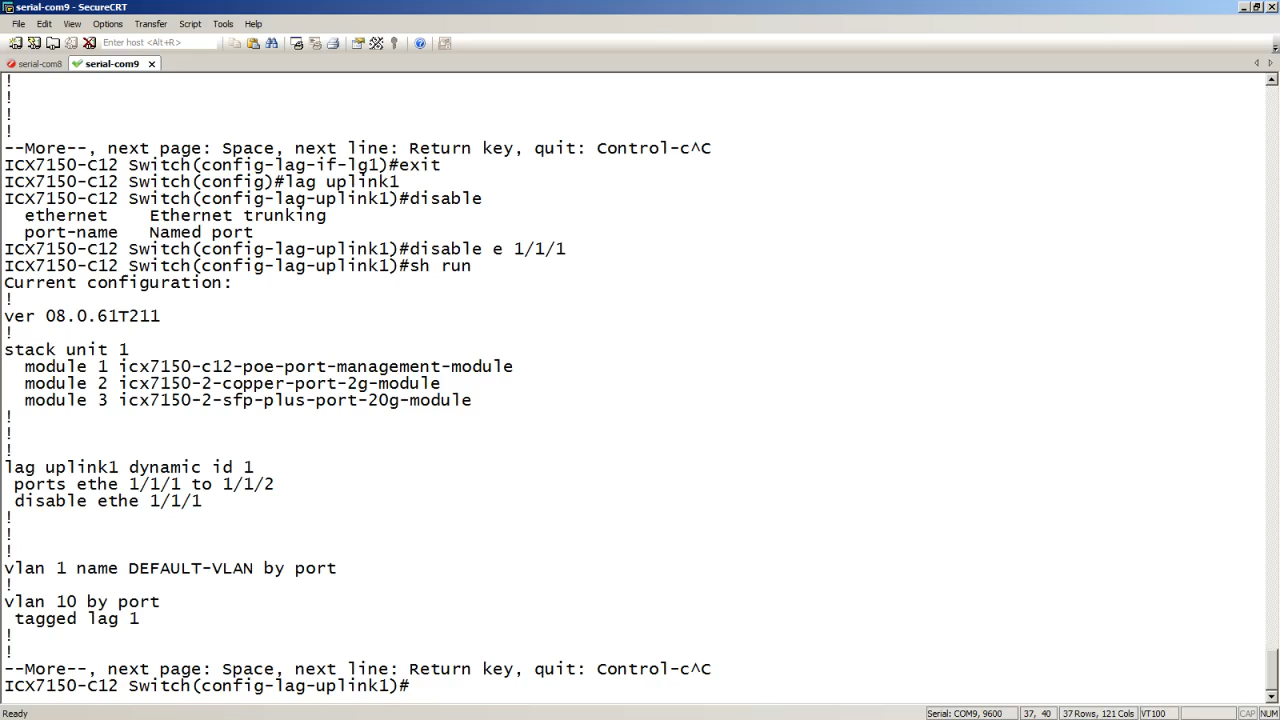 serial-com9 - SecureCRT
File Edit View Options Transfer Script Tools Help
Enter host <Alt+R>
serial-com8 serial-com9
!
!
!
!
--More--, next page: Space, next line: Return key, quit: Control-c^C
ICX7150-C12 Switch(config-lag-if-lg1)#exit
ICX7150-C12 Switch(config)#lag uplink1
ICX7150-C12 Switch(config-lag-uplink1)#disable
  ethernet    Ethernet trunking
  port-name   Named port
ICX7150-C12 Switch(config-lag-uplink1)#disable e 1/1/1
ICX7150-C12 Switch(config-lag-uplink1)#sh run
Current configuration:
!
ver 08.0.61T211
!
stack unit 1
  module 1 icx7150-c12-poe-port-management-module
  module 2 icx7150-2-copper-port-2g-module
  module 3 icx7150-2-sfp-plus-port-20g-module
!
!
!
lag uplink1 dynamic id 1
 ports ethe 1/1/1 to 1/1/2
 disable ethe 1/1/1
!
!
!
vlan 1 name DEFAULT-VLAN by port
!
vlan 10 by port
 tagged lag 1
!
!
--More--, next page: Space, next line: Return key, quit: Control-c^C
ICX7150-C12 Switch(config-lag-uplink1)#
Ready Serial: COM9, 9600 37, 40 37 Rows, 121 Cols VT100 CAP NUM